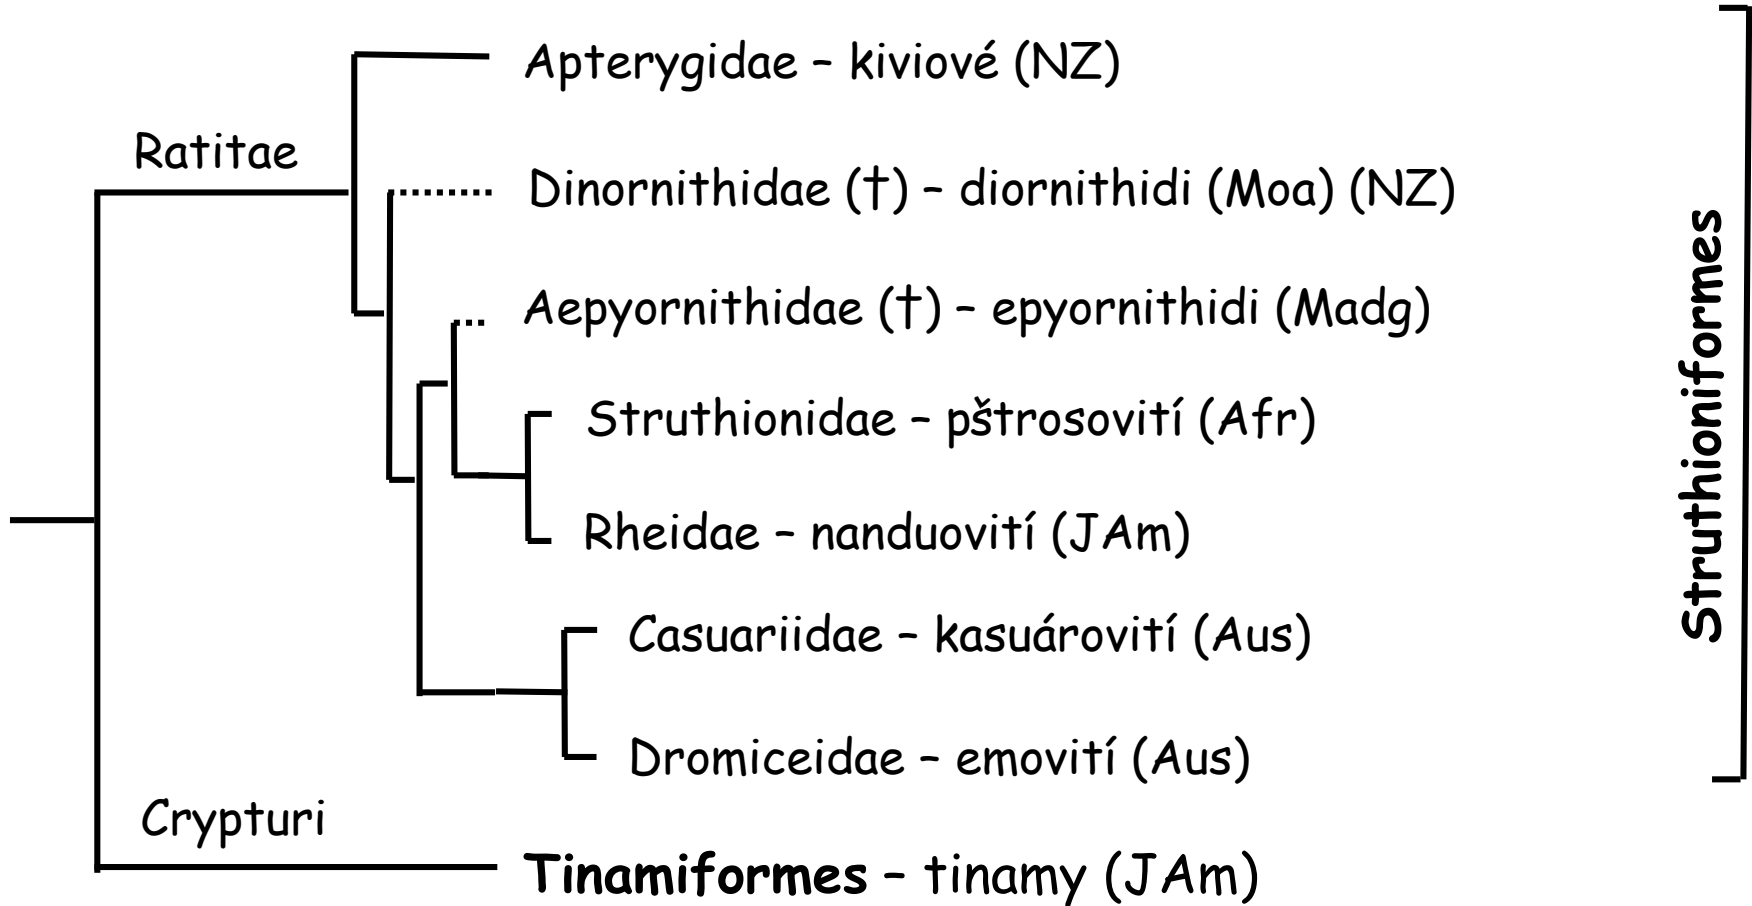 Apterygidae – kiviové (NZ)
Ratitae
Dinornithidae (†) – diornithidi (Moa) (NZ)
Aepyornithidae (†) – epyornithidi (Madg)
Struthionidae – pštrosovití (Afr)
Rheidae – nanduovití (JAm)
Casuariidae – kasuárovití (Aus)
Dromiceidae – emovití (Aus)
Struthioniformes
Crypturi
Tinamiformes – tinamy (JAm)